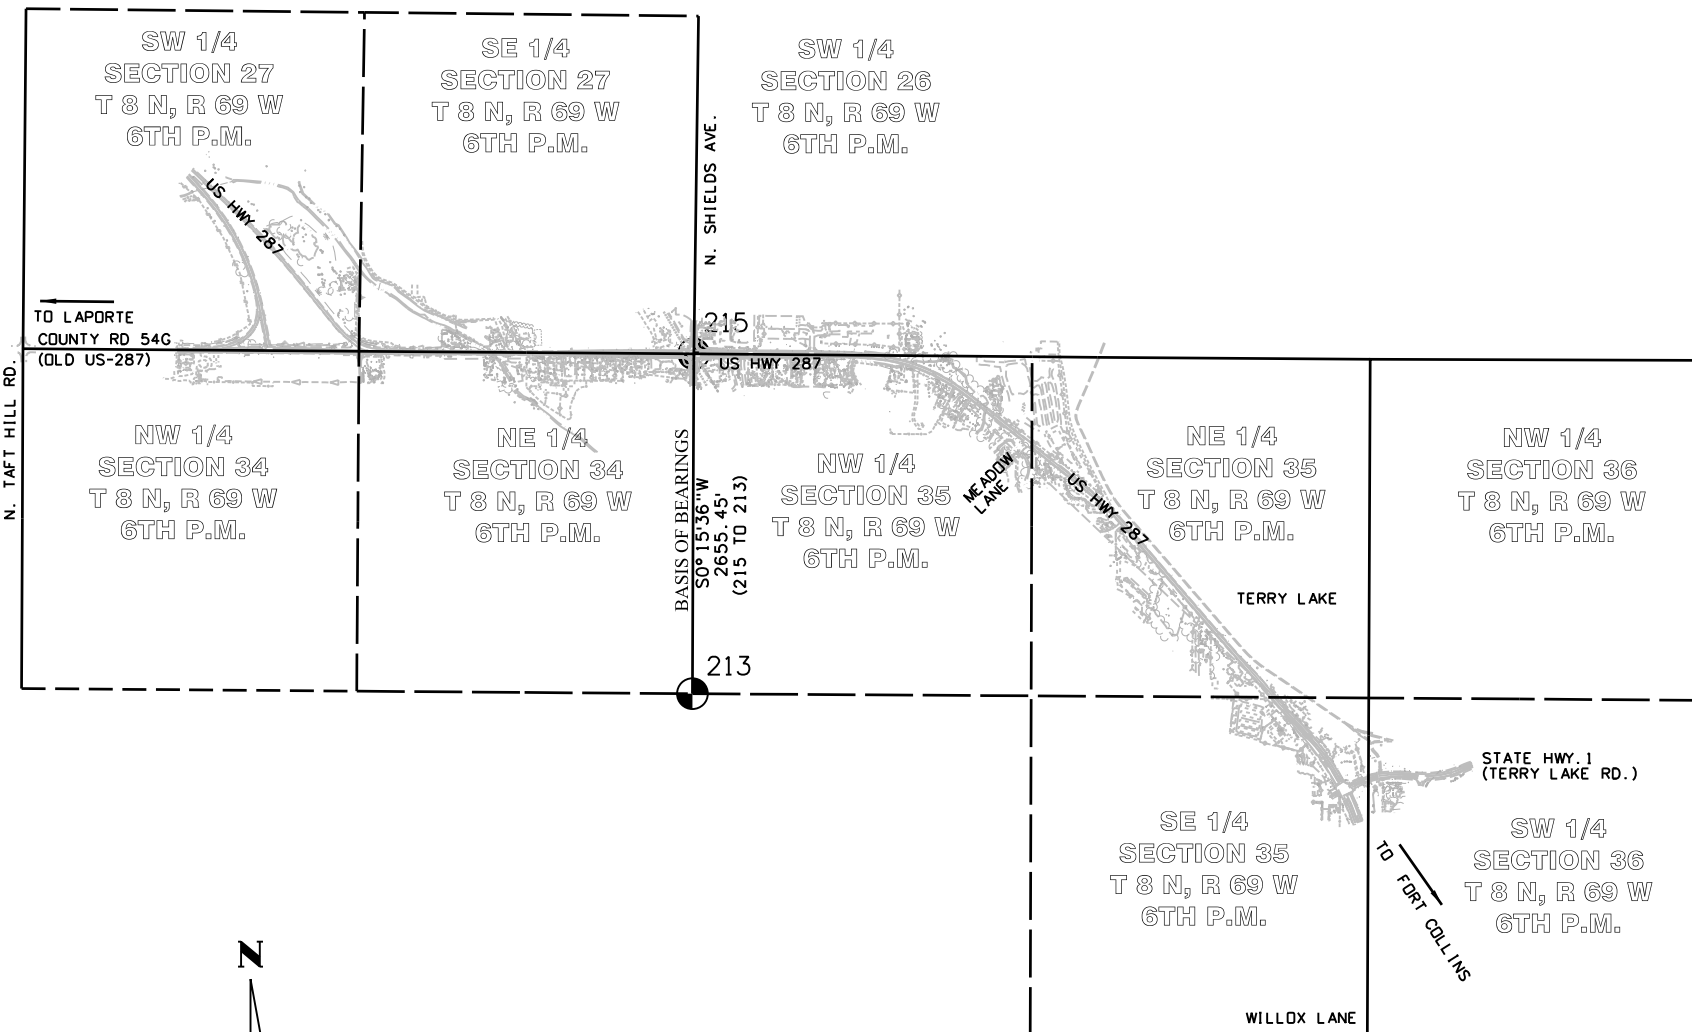 SW 1/4
SECTION 27
T 8 N, R 69 W
6TH P.M.
SE 1/4
SECTION 27
T 8 N, R 69 W
6TH P.M.
SW 1/4
SECTION 26
T 8 N, R 69 W
6TH P.M.
N. SHIELDS AVE.
US HWY 287
TO LAPORTE
COUNTY RD 54G
(OLD US-287)
N. TAFT HILL RD.
215
US HWY 287
NW 1/4
SECTION 34
T 8 N, R 69 W
6TH P.M.
NE 1/4
SECTION 34
T 8 N, R 69 W
6TH P.M.
BASIS OF BEARINGS
S0°15'36"W
2655.45'
(215 TO 213)
NW 1/4
SECTION 35
T 8 N, R 69 W
6TH P.M.
MEADOW
LANE
US HWY 287
NE 1/4
SECTION 35
T 8 N, R 69 W
6TH P.M.
NW 1/4
SECTION 36
T 8 N, R 69 W
6TH P.M.
TERRY LAKE
213
STATE HWY.1
(TERRY LAKE RD.)
SE 1/4
SECTION 35
T 8 N, R 69 W
6TH P.M.
SW 1/4
SECTION 36
T 8 N, R 69 W
6TH P.M.
TO FORT COLLINS
N
WILLOX LANE